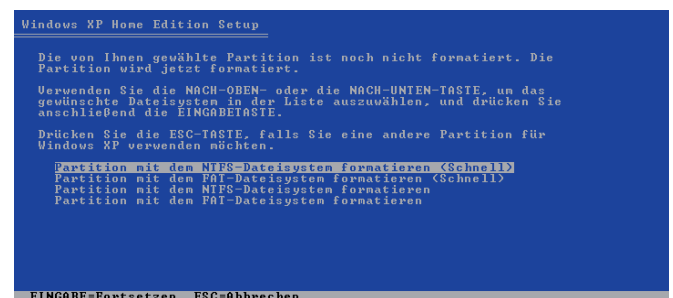 Windows XP Home Edition Setup
Die von Ihnen gewählte Partition ist noch nicht formatiert. Die
Partition wird jetzt formatiert.
Verwenden Sie die NACH-OBEN- oder die NACH-UNTEN-TASTE, um das
gewünschte Dateisystem in der Liste auszuwählen, und drücken Sie
anschließend die EINGABETASTE.
Drücken Sie die ESC-TASTE, falls Sie eine andere Partition für
Windows XP verwenden möchten.
Partition mit dem NTFS-Dateisystem formatieren <Schnell>
Partition mit dem FAT-Dateisystem formatieren <Schnell>
Partition mit dem NTFS-Dateisystem formatieren
Partition mit dem FAT-Dateisystem formatieren
EINGABE=Fortsetzen ESC=Abbrechen